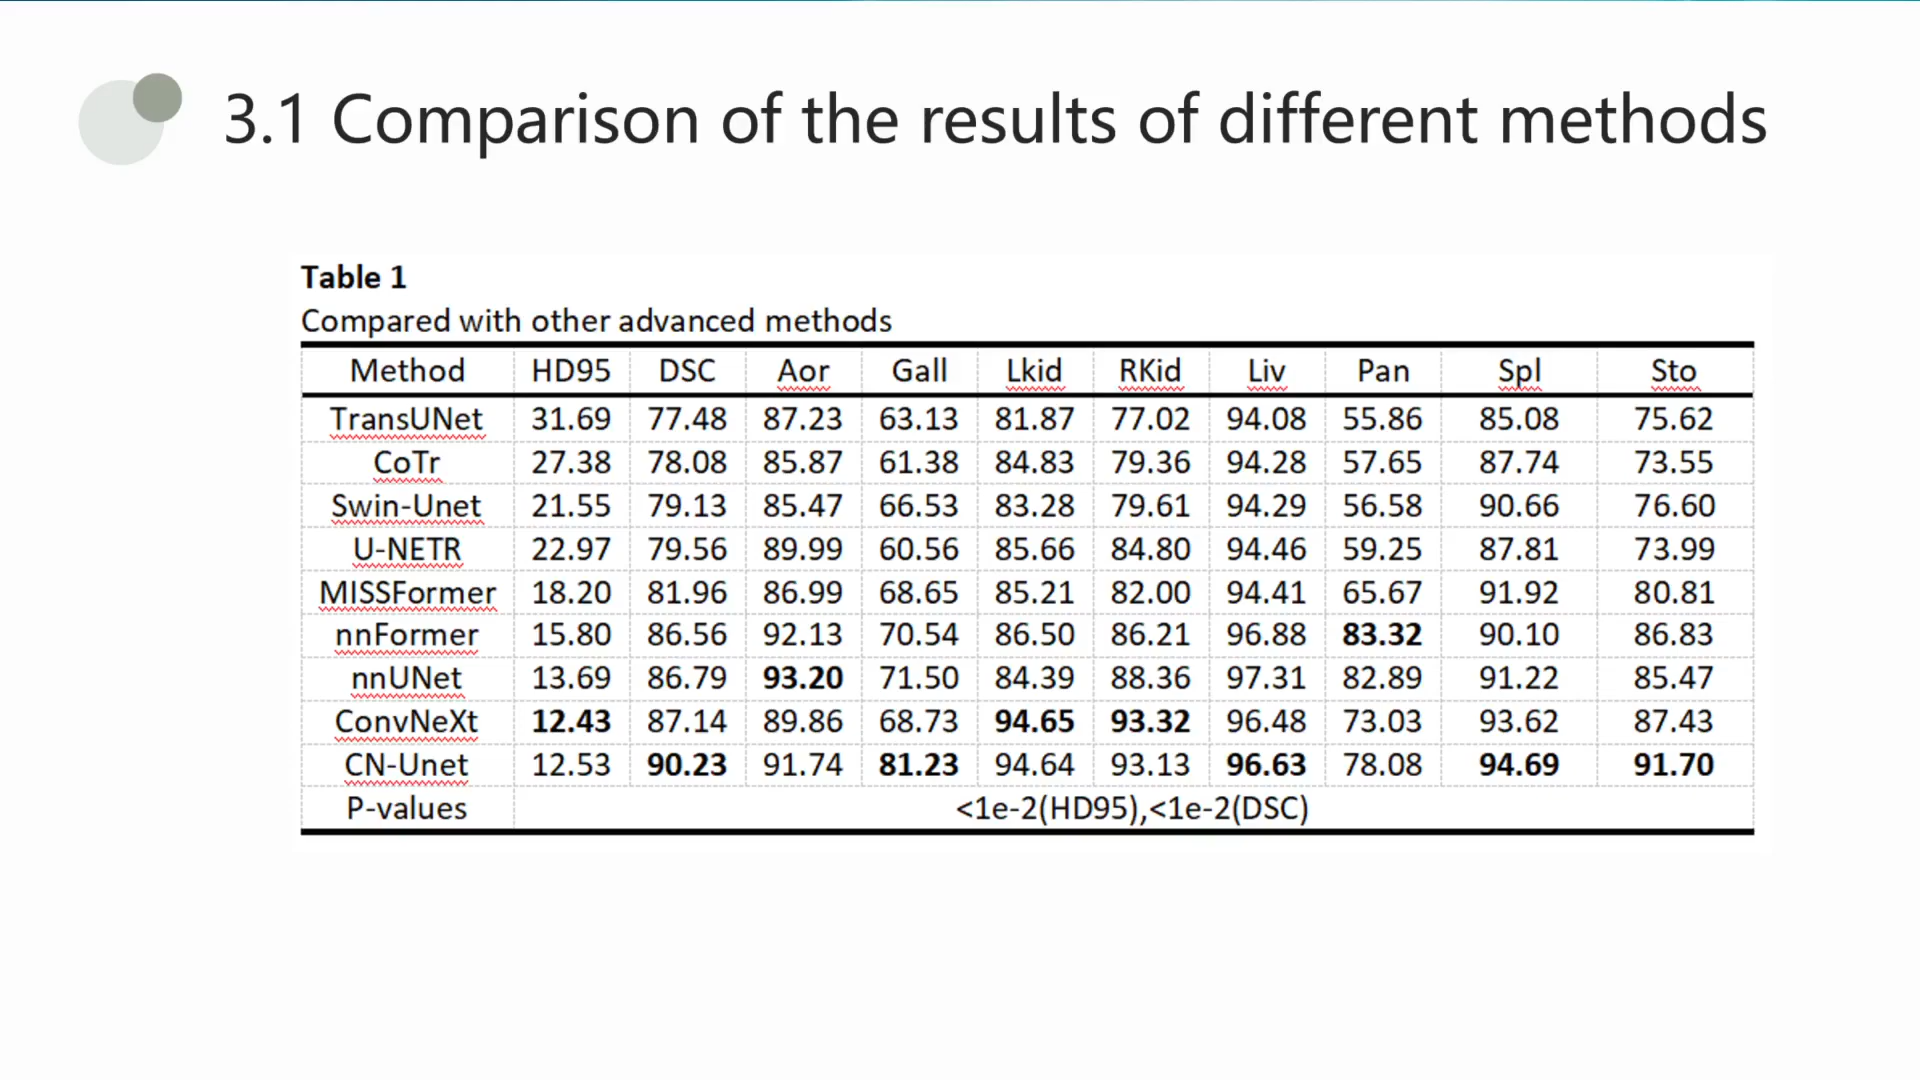 3.1 Comparison of the results of different methods
Table 1
Compared with other advanced methods
Method HD95 DSC Aor Gall Lkid RKid Liv Pan Spl Sto
TransUNet 31.69 77.48 87.23 63.13 81.87 77.02 94.08 55.86 85.08 75.62
CoTr 27.38 78.08 85.87 61.38 84.83 79.36 94.28 57.65 87.74 73.55
Swin-Unet 21.55 79.13 85.47 66.53 83.28 79.61 94.29 56.58 90.66 76.60
U-NETR 22.97 79.56 89.99 60.56 85.66 84.80 94.46 59.25 87.81 73.99
MISSFormer 18.20 81.96 86.99 68.65 85.21 82.00 94.41 65.67 91.92 80.81
nnFormer 15.80 86.56 92.13 70.54 86.50 86.21 96.88 83.32 90.10 86.83
nnUNet 13.69 86.79 93.20 71.50 84.39 88.36 97.31 82.89 91.22 85.47
ConvNeXt 12.43 87.14 89.86 68.73 94.65 93.32 96.48 73.03 93.62 87.43
CN-Unet 12.53 90.23 91.74 81.23 94.64 93.13 96.63 78.08 94.69 91.70
P-values <1e-2(HD95),<1e-2(DSC)